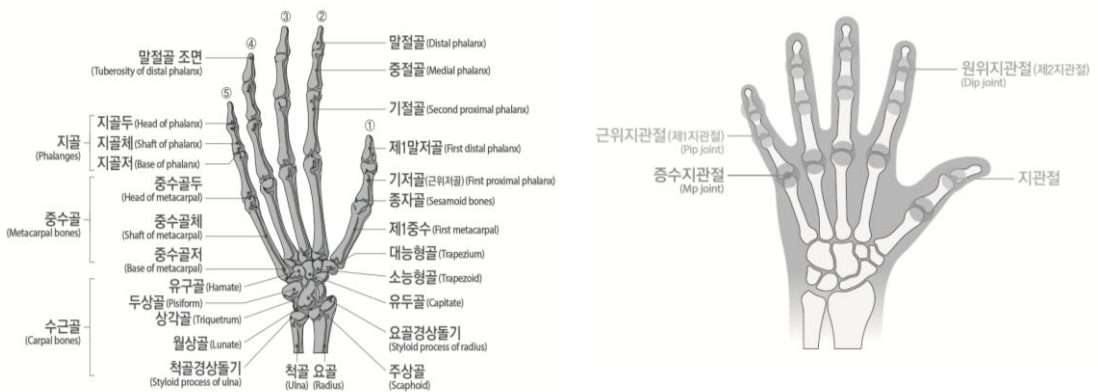 ③
②
④
말절골 조면
(Tuberosity of distal phalanx)
⑤
지골
(Phalanges)
지골두 (Head of phalanx)
지골체 (Shaft of phalanx)
지골저 (Base of phalanx)
중수골
(Metacarpal bones)
중수골두
(Head of metacarpal)
중수골체
(Shaft of metacarpal)
중수골저
(Base of metacarpal)
수근골
(Carpal bones)
유구골 (Hamate)
두상골 (Pisiform)
상각골 (Triquetrum)
월상골 (Lunate)
척골경상돌기
(Styloid process of ulna)
척골
(Ulna)
요골
(Radius)
말절골 (Distal phalanx)
중절골 (Medial phalanx)
기절골 (Second proximal phalanx)
①
제1말저골 (First distal phalanx)
기저골(근위저골) (First proximal phalanx)
종자골 (Sesamoid bones)
제1중수 (First metacarpal)
대능형골 (Trapezium)
소능형골 (Trapezoid)
유두골 (Capitate)
요골경상돌기
(Styloid process of radius)
주상골
(Scaphoid)
원위지관절 (제2지관절)
(Dip joint)
근위지관절 (제1지관절)
(Pip joint)
중수지관절
(Mp joint)
지관절